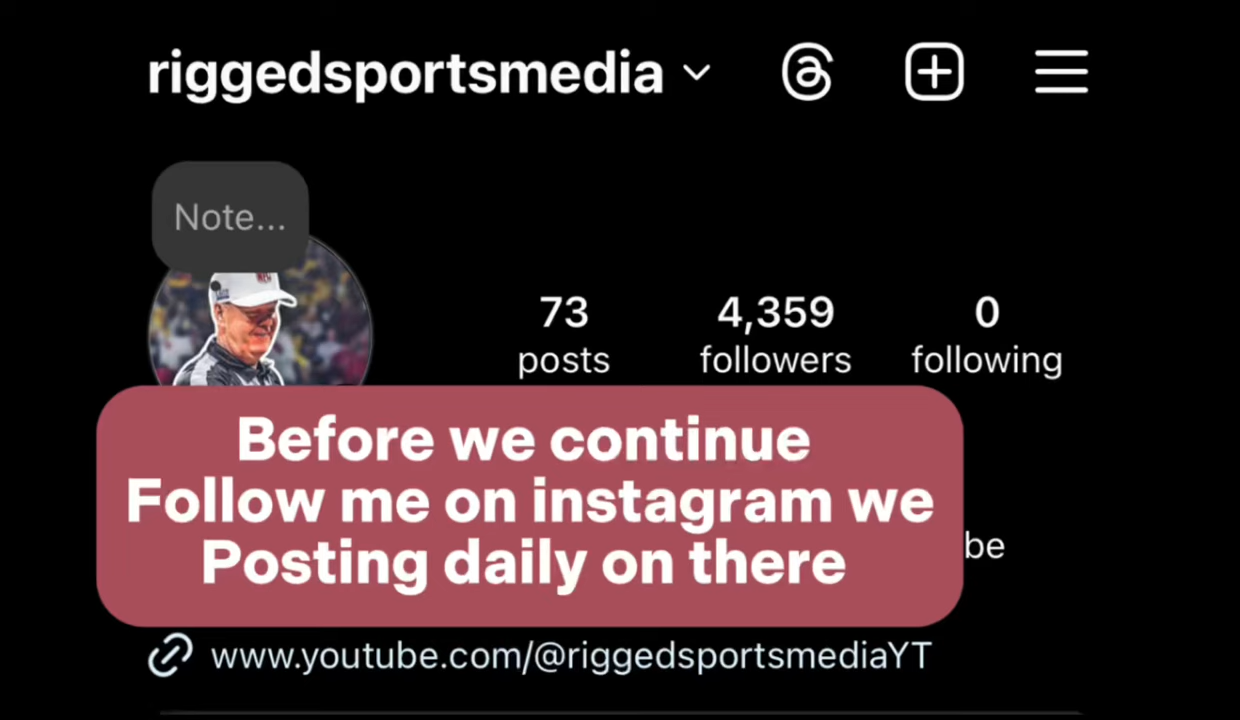 riggedsportsmedia
Note...
73 4,359 0
posts followers following
Before we continue
Follow me on instagram we
Posting daily on there
be
www.youtube.com/@riggedsportsmediaYT